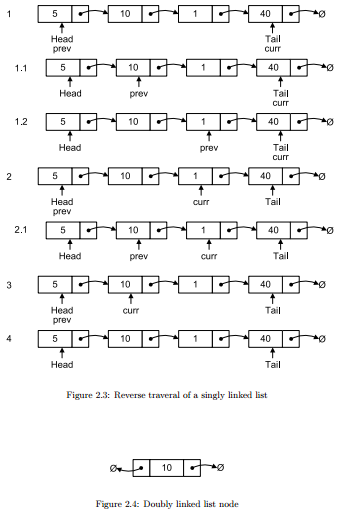 1 5 10 1 40 Ø
Head Tail
prev curr
1.1 5 10 1 40 Ø
Head prev Tail
curr
1.2 5 10 1 40 Ø
Head prev Tail
curr
2 5 10 1 40 Ø
Head curr Tail
prev
2.1 5 10 1 40 Ø
Head prev curr Tail
3 5 10 1 40 Ø
Head curr Tail
prev
4 5 10 1 40 Ø
Head Tail
Figure 2.3: Reverse traveral of a singly linked list
Ø 10 Ø
Figure 2.4: Doubly linked list node